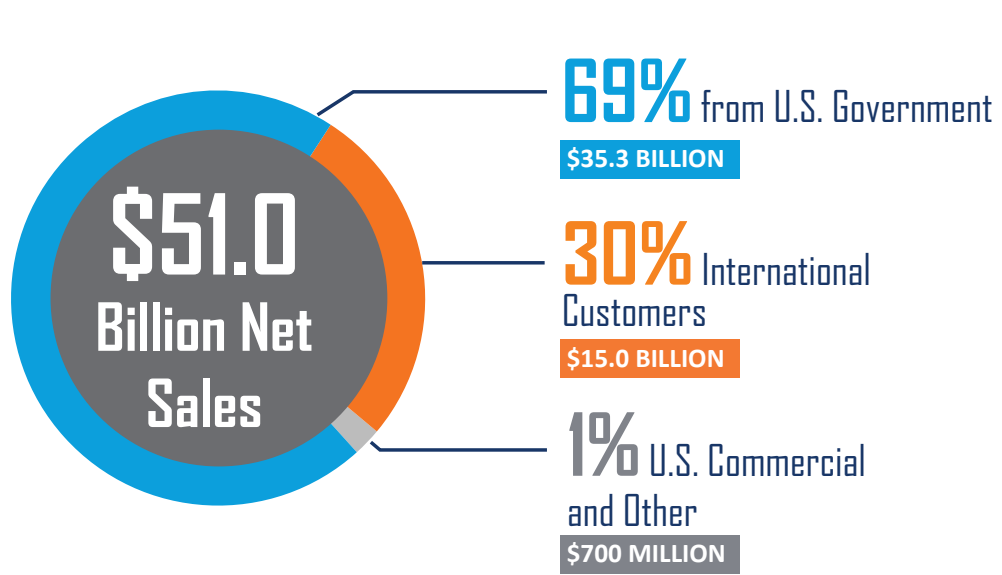 $51.0
Billion Net
Sales
69% from U.S. Government
$35.3 BILLION
30% International
Customers
$15.0 BILLION
1% U.S. Commercial
and Other
$700 MILLION